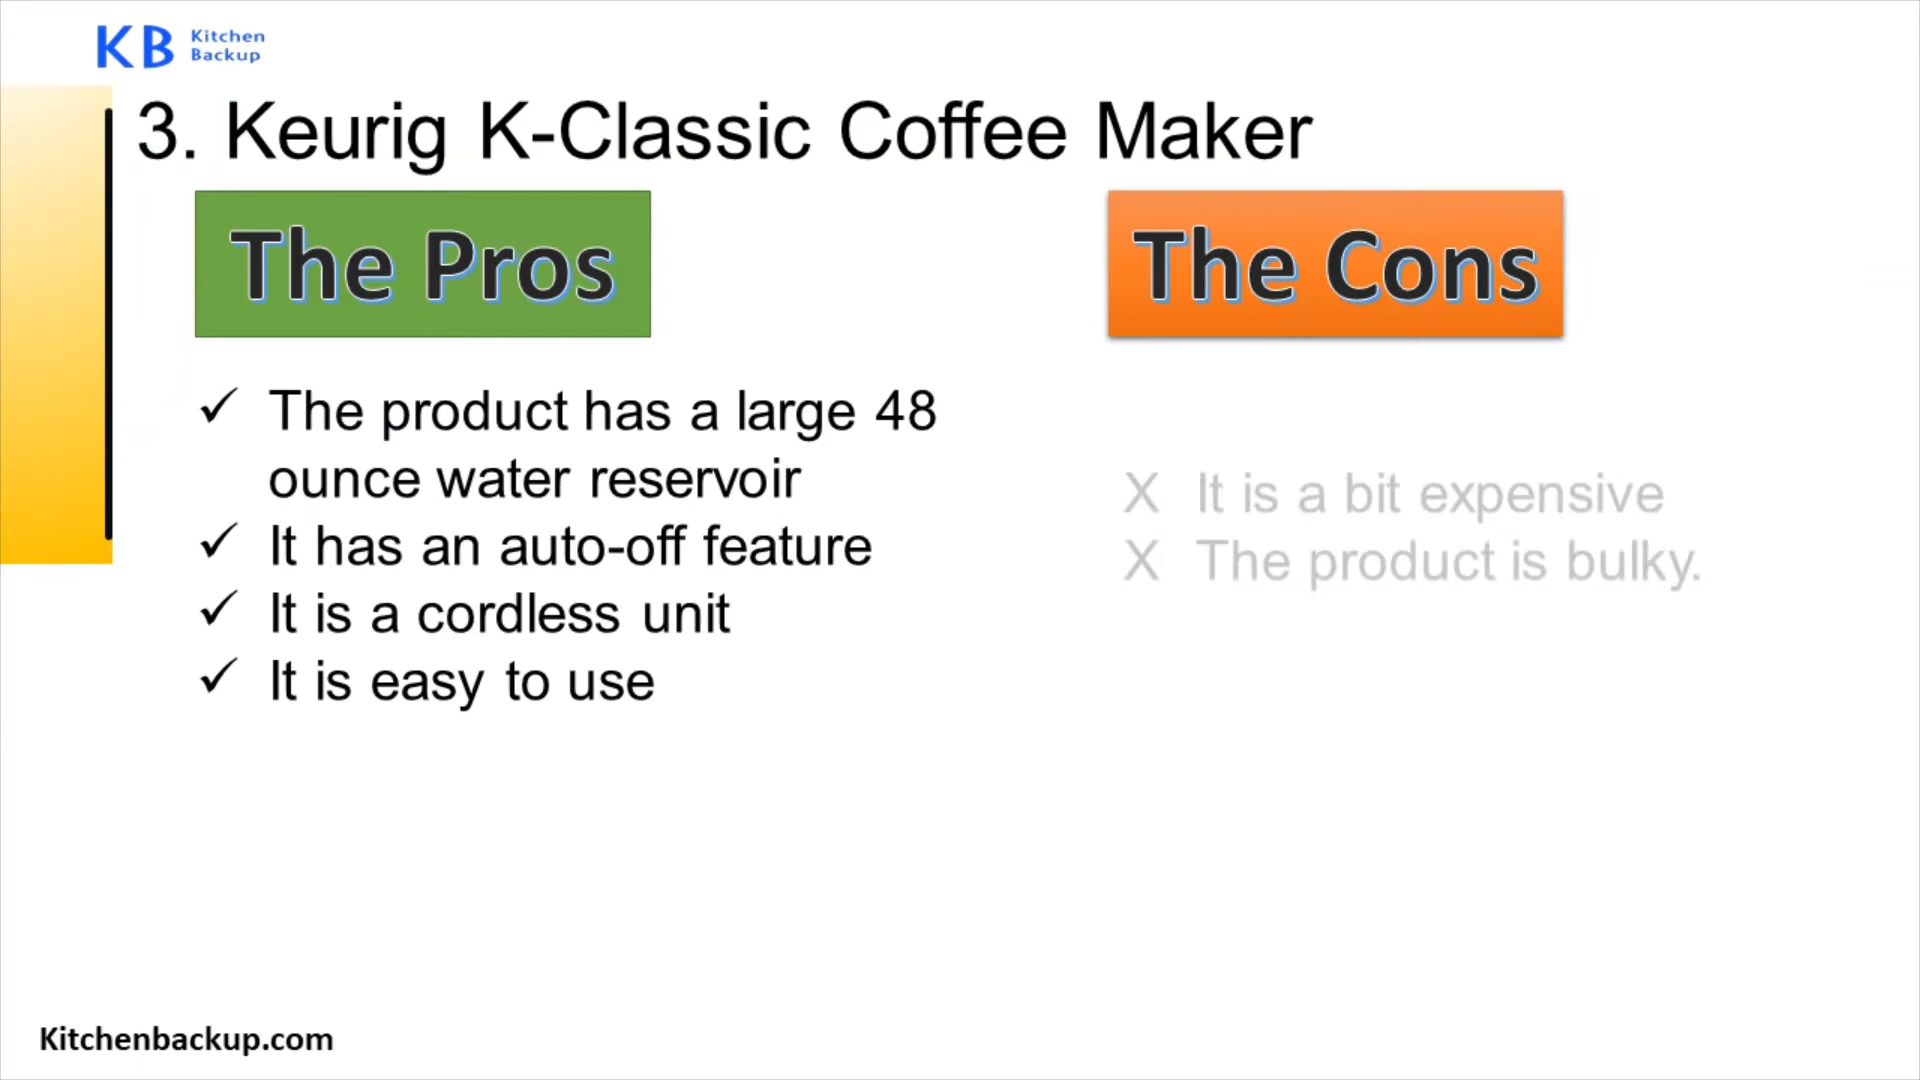 KB Kitchen
Backup
3. Keurig K-Classic Coffee Maker
The Pros
The Cons
✓ The product has a large 48
ounce water reservoir
✓ It has an auto-off feature
✓ It is a cordless unit
✓ It is easy to use
X It is a bit expensive
X The product is bulky.
Kitchenbackup.com